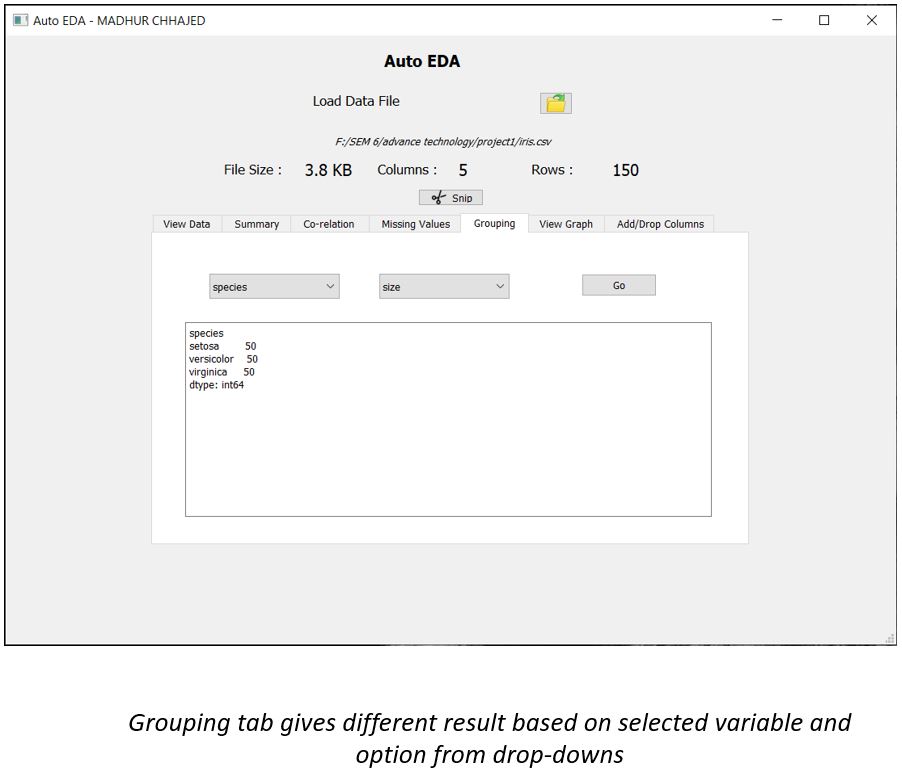 Auto EDA - MADHUR CHHAJED
Auto EDA
Load Data File
F:/SEM 6/advance technology/project1/iris.csv
File Size : 3.8 KB Columns : 5 Rows : 150
Snip
View Data Summary Co-relation Missing Values Grouping View Graph Add/Drop Columns
species size Go
species
setosa 50
versicolor 50
virginica 50
dtype: int64
Grouping tab gives different result based on selected variable and
option from drop-downs